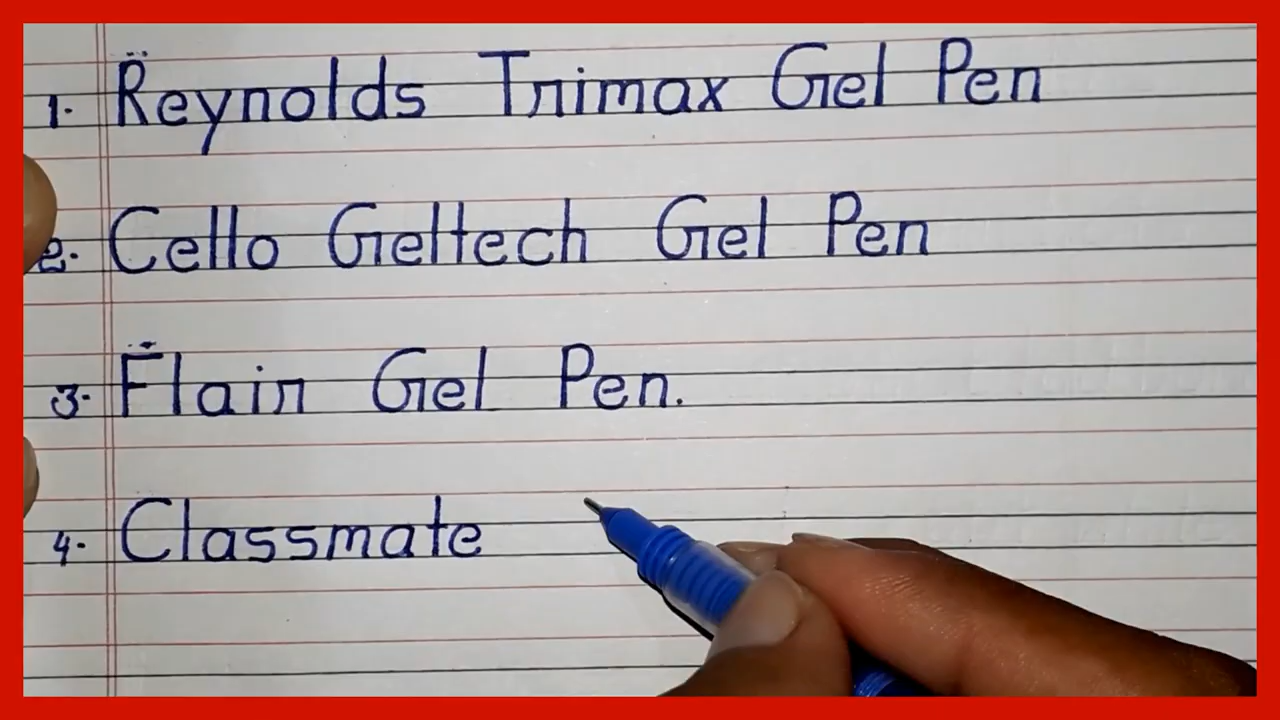 1. Reynolds Trimax Gel Pen
2. Cello Geltech Gel Pen
3. Flair Gel Pen.
4. Classmate